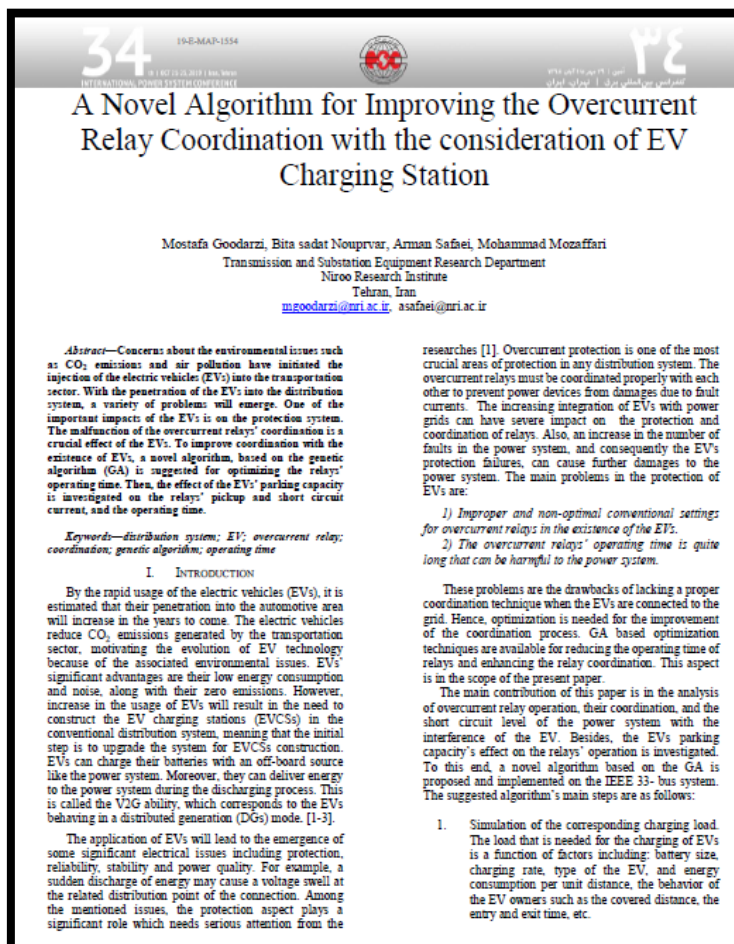 34
19-E-MAP-1554
INTERNATIONAL POWER SYSTEM CONFERENCE
۳۴
کنفرانس بین‌المللی برق | تهران، ایران
A Novel Algorithm for Improving the Overcurrent
Relay Coordination with the consideration of EV
Charging Station
Mostafa Goodarzi, Bita sadat Nouprvar, Arman Safaei, Mohammad Mozaffari
Transmission and Substation Equipment Research Department
Niroo Research Institute
Tehran, Iran
mgoodarzi@nri.ac.ir, asafaei@nri.ac.ir
Abstract—Concerns about the environmental issues such
as CO₂ emissions and air pollution have initiated the
injection of the electric vehicles (EVs) into the transportation
sector. With the penetration of the EVs into the distribution
system, a variety of problems will emerge. One of the
important impacts of the EVs is on the protection system.
The malfunction of the overcurrent relays' coordination is a
crucial effect of the EVs. To improve coordination with the
existence of EVs, a novel algorithm, based on the genetic
algorithm (GA) is suggested for optimizing the relays'
operating time. Then, the effect of the EVs' parking capacity
is investigated on the relays' pickup and short circuit
current, and the operating time.
Keywords—distribution system; EV; overcurrent relay;
coordination; genetic algorithm; operating time
I. INTRODUCTION
By the rapid usage of the electric vehicles (EVs), it is
estimated that their penetration into the automotive area
will increase in the years to come. The electric vehicles
reduce CO₂ emissions generated by the transportation
sector, motivating the evolution of EV technology
because of the associated environmental issues. EVs'
significant advantages are their low energy consumption
and noise, along with their zero emissions. However,
increase in the usage of EVs will result in the need to
construct the EV charging stations (EVCSs) in the
conventional distribution system, meaning that the initial
step is to upgrade the system for EVCSs construction.
EVs can charge their batteries with an off-board source
like the power system. Moreover, they can deliver energy
to the power system during the discharging process. This
is called the V2G ability, which corresponds to the EVs
behaving in a distributed generation (DGs) mode. [1-3].
The application of EVs will lead to the emergence of
some significant electrical issues including protection,
reliability, stability and power quality. For example, a
sudden discharge of energy may cause a voltage swell at
the related distribution point of the connection. Among
the mentioned issues, the protection aspect plays a
significant role which needs serious attention from the
researches [1]. Overcurrent protection is one of the most
crucial areas of protection in any distribution system. The
overcurrent relays must be coordinated properly with each
other to prevent power devices from damages due to fault
currents. The increasing integration of EVs with power
grids can have severe impact on the protection and
coordination of relays. Also, an increase in the number of
faults in the power system, and consequently the EV's
protection failures, can cause further damages to the
power system. The main problems in the protection of
EVs are:
1) Improper and non-optimal conventional settings
for overcurrent relays in the existence of the EVs.
2) The overcurrent relays' operating time is quite
long that can be harmful to the power system.
These problems are the drawbacks of lacking a proper
coordination technique when the EVs are connected to the
grid. Hence, optimization is needed for the improvement
of the coordination process. GA based optimization
techniques are available for reducing the operating time of
relays and enhancing the relay coordination. This aspect
is in the scope of the present paper.
The main contribution of this paper is in the analysis
of overcurrent relay operation, their coordination, and the
short circuit level of the power system with the
interference of the EV. Besides, the EVs parking
capacity's effect on the relays' operation is investigated.
To this end, a novel algorithm based on the GA is
proposed and implemented on the IEEE 33- bus system.
The suggested algorithm's main steps are as follows:
1. Simulation of the corresponding charging load.
The load that is needed for the charging of EVs
is a function of factors including: battery size,
charging rate, type of the EV, and energy
consumption per unit distance, the behavior of
the EV owners such as the covered distance, the
entry and exit time, etc.